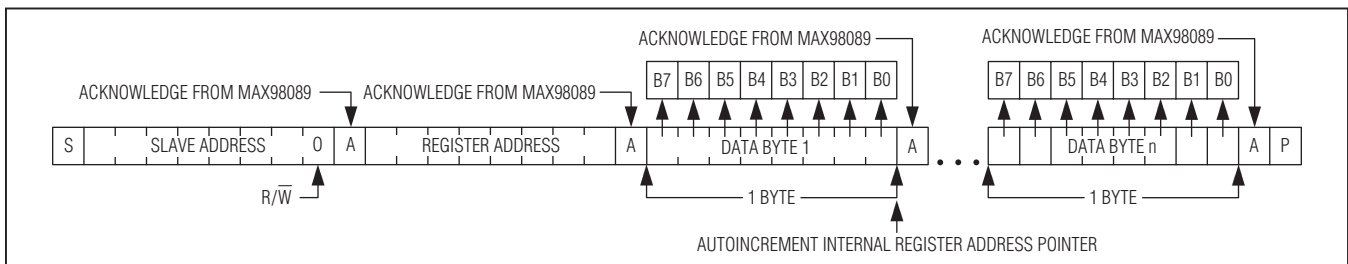 ACKNOWLEDGE FROM MAX98089 ACKNOWLEDGE FROM MAX98089
B7 B6 B5 B4 B3 B2 B1 B0 B7 B6 B5 B4 B3 B2 B1 B0
ACKNOWLEDGE FROM MAX98089 ACKNOWLEDGE FROM MAX98089
S SLAVE ADDRESS 0 A REGISTER ADDRESS A DATA BYTE 1 A DATA BYTE n A P
R/W̅ 1 BYTE 1 BYTE
AUTOINCREMENT INTERNAL REGISTER ADDRESS POINTER